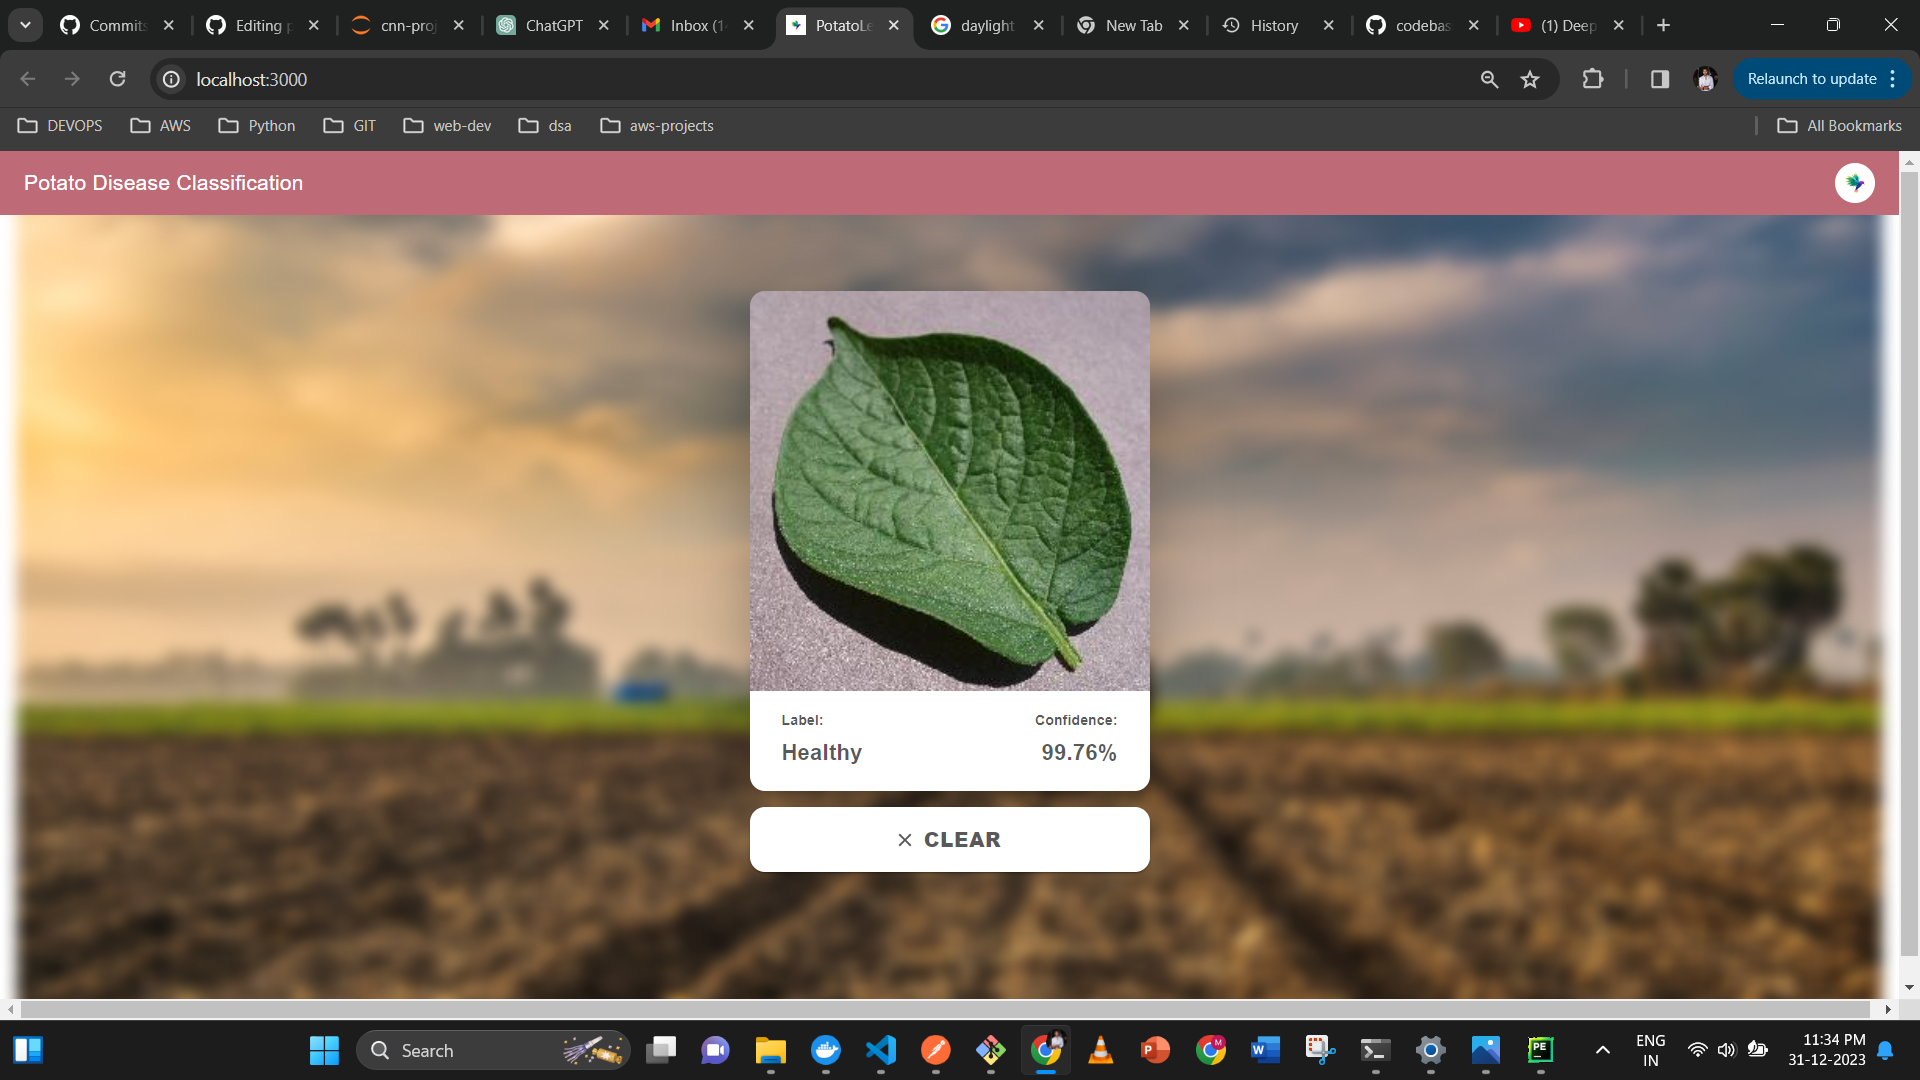 Commits
Editing p
cnn-proj
ChatGPT
Inbox (1
PotatoLe
daylight
New Tab
History
codebas
(1) Deep
localhost:3000
Relaunch to update
DEVOPS
AWS
Python
GIT
web-dev
dsa
aws-projects
All Bookmarks
Potato Disease Classification
Label:
Confidence:
Healthy
99.76%
CLEAR
Search
ENG
IN
11:34 PM
31-12-2023